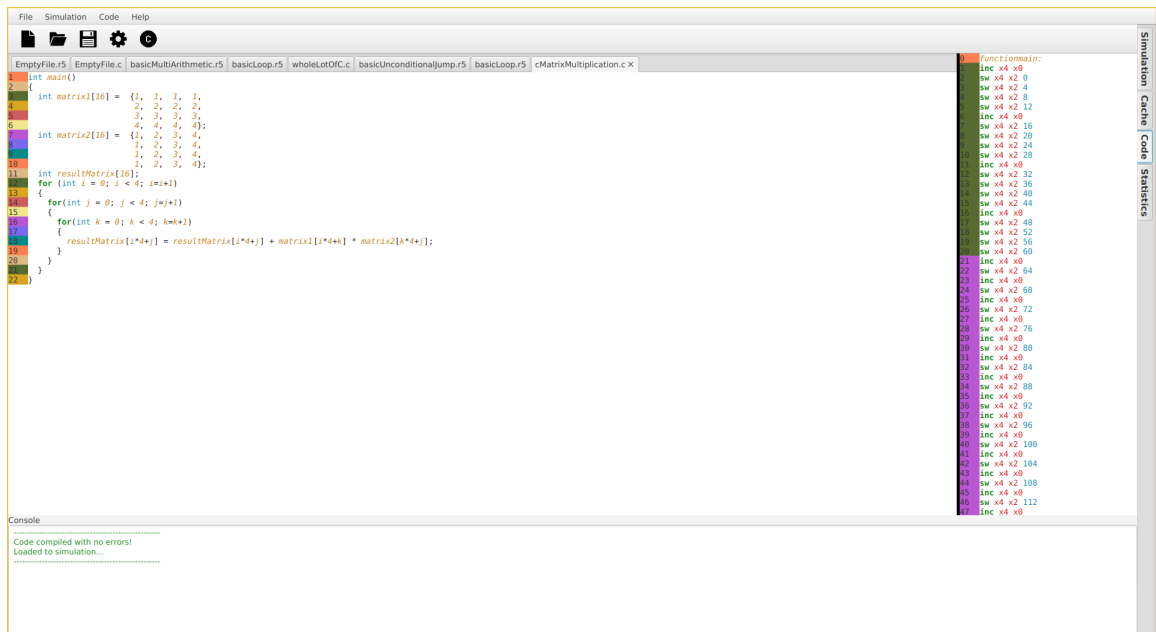 File Simulation Code Help
C
EmptyFile.r5 EmptyFile.c basicMultiArithmetic.r5 basicLoop.r5 wholeLotOfC.c basicUnconditionalJump.r5 basicLoop.r5 cMatrixMultiplication.c ×
1 int main()
2 {
3 int matrix1[16] = {1, 1, 1, 1,
4 2, 2, 2, 2,
5 3, 3, 3, 3,
6 4, 4, 4, 4};
7 int matrix2[16] = {1, 2, 3, 4,
8 1, 2, 3, 4,
9 1, 2, 3, 4,
10 1, 2, 3, 4};
11 int resultMatrix[16];
12 for (int i = 0; i < 4; i=i+1)
13 {
14 for(int j = 0; j < 4; j=j+1)
15 {
16 for(int k = 0; k < 4; k=k+1)
17 {
18 resultMatrix[i*4+j] = resultMatrix[i*4+j] + matrix1[i*4+k] * matrix2[k*4+j];
19 }
20 }
21 }
22 }
0 functionmain:
1 inc x4 x0
2 sw x4 x2 0
3 sw x4 x2 4
4 sw x4 x2 8
5 sw x4 x2 12
6 inc x4 x0
7 sw x4 x2 16
8 sw x4 x2 20
9 sw x4 x2 24
10 sw x4 x2 28
11 inc x4 x0
12 sw x4 x2 32
13 sw x4 x2 36
14 sw x4 x2 40
15 sw x4 x2 44
16 inc x4 x0
17 sw x4 x2 48
18 sw x4 x2 52
19 sw x4 x2 56
20 sw x4 x2 60
21 inc x4 x0
22 sw x4 x2 64
23 inc x4 x0
24 sw x4 x2 68
25 inc x4 x0
26 sw x4 x2 72
27 inc x4 x0
28 sw x4 x2 76
29 inc x4 x0
30 sw x4 x2 80
31 inc x4 x0
32 sw x4 x2 84
33 inc x4 x0
34 sw x4 x2 88
35 inc x4 x0
36 sw x4 x2 92
37 inc x4 x0
38 sw x4 x2 96
39 inc x4 x0
40 sw x4 x2 100
41 inc x4 x0
42 sw x4 x2 104
43 inc x4 x0
44 sw x4 x2 108
45 inc x4 x0
46 sw x4 x2 112
47 inc x4 x0
Simulation
Cache
Code
Statistics
Console
----------------------------------------------------
Code compiled with no errors!
Loaded to simulation...
----------------------------------------------------